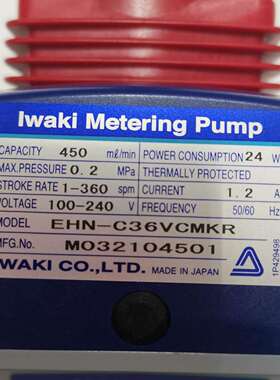 Iwaki Metering Pump
CAPACITY 450 mℓ/min POWER CONSUMPTION 24 W
MAX.PRESSURE 0.2 MPa THERMALLY PROTECTED
STROKE RATE 1-360 spm CURRENT 1.2 A
VOLTAGE 100-240 V FREQUENCY 50/60 Hz
MODEL EHN-C36VCMKR
MFG.No. M032104501
IWAKI CO.,LTD. MADE IN JAPAN
1P429498